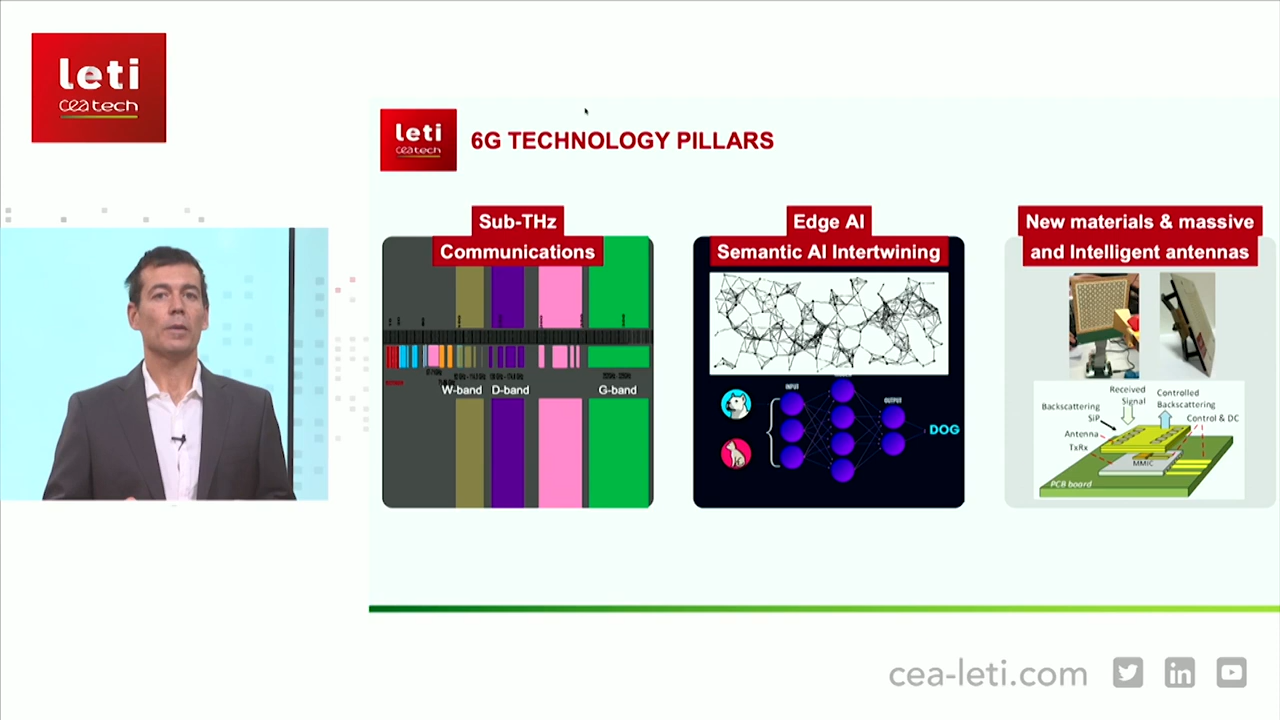 leti
ceatech
leti
ceatech
6G TECHNOLOGY PILLARS
Sub-THz
Communications
W-band
D-band
G-band
Edge AI
Semantic AI Intertwining
INPUT
OUTPUT
DOG
New materials & massive
and Intelligent antennas
Received
Signal
Controlled
Backscattering
Backscattering
SiP
Control & DC
Antenna
TxRx
MMIC
PCB board
cea-leti.com